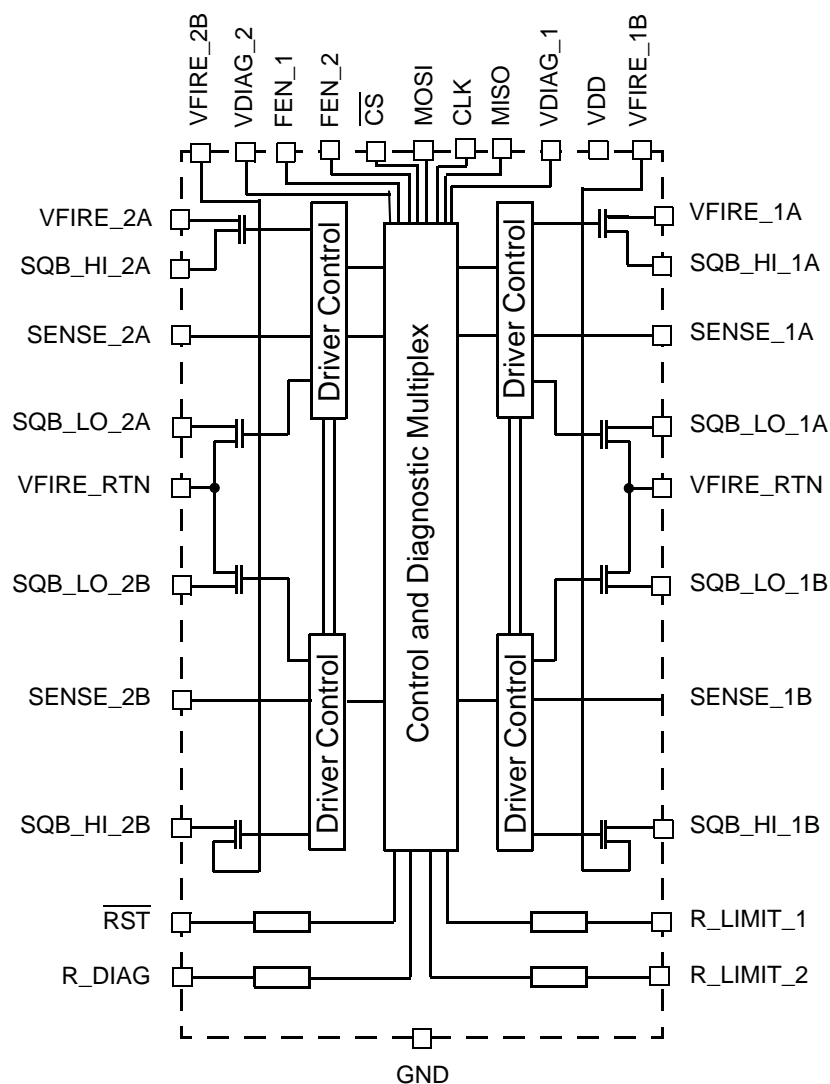 VFIRE_2B
VDIAG_2
FEN_1
FEN_2
CS
MOSI
CLK
MISO
VDIAG_1
VDD
VFIRE_1B
VFIRE_2A
SQB_HI_2A
SENSE_2A
SQB_LO_2A
VFIRE_RTN
SQB_LO_2B
SENSE_2B
SQB_HI_2B
RST
R_DIAG
Driver Control
Driver Control
Control and Diagnostic Multiplex
Driver Control
Driver Control
VFIRE_1A
SQB_HI_1A
SENSE_1A
SQB_LO_1A
VFIRE_RTN
SQB_LO_1B
SENSE_1B
SQB_HI_1B
R_LIMIT_1
R_LIMIT_2
GND